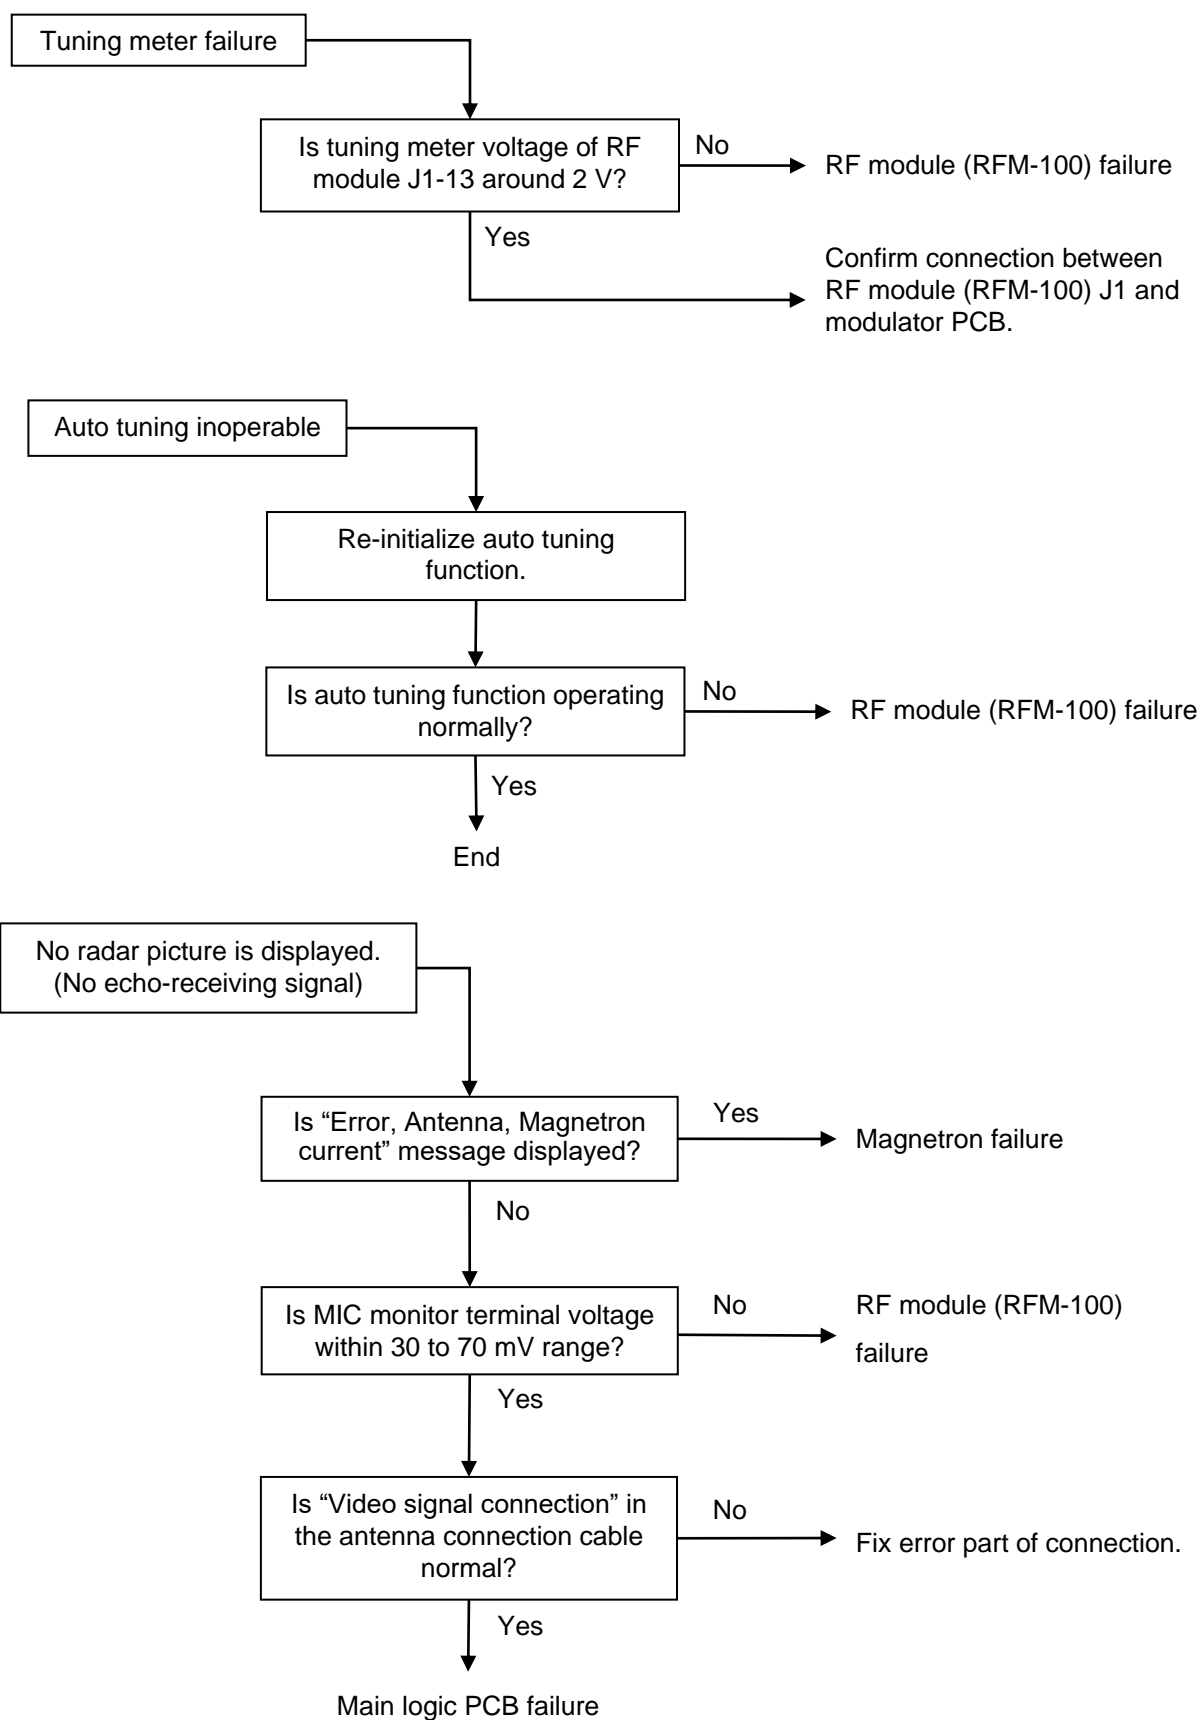 Tuning meter failure
Is tuning meter voltage of RF
module J1-13 around 2 V?
No
RF module (RFM-100) failure
Yes
Confirm connection between
RF module (RFM-100) J1 and
modulator PCB.
Auto tuning inoperable
Re-initialize auto tuning
function.
Is auto tuning function operating
normally?
No
RF module (RFM-100) failure
Yes
End
No radar picture is displayed.
(No echo-receiving signal)
Is “Error, Antenna, Magnetron
current” message displayed?
Yes
Magnetron failure
No
Is MIC monitor terminal voltage
within 30 to 70 mV range?
No
RF module (RFM-100)
failure
Yes
Is “Video signal connection” in
the antenna connection cable
normal?
No
Fix error part of connection.
Yes
Main logic PCB failure